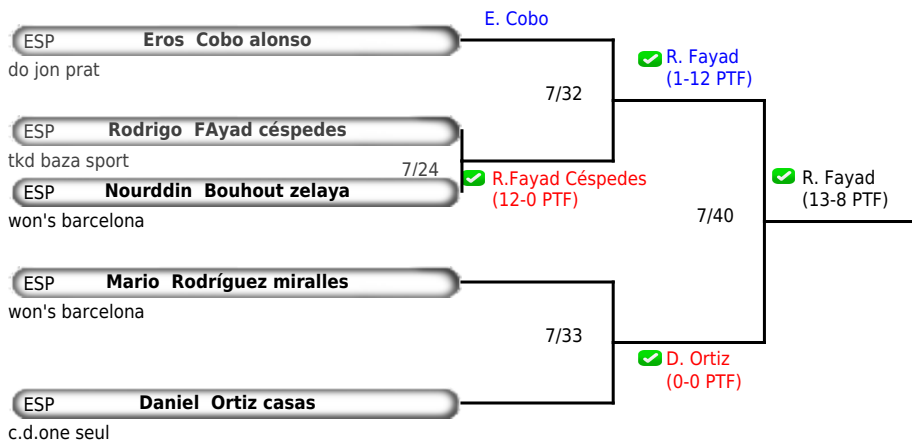 E. Cobo
ESP Eros Cobo alonso
do jon prat
R. Fayad
(1-12 PTF)
7/32
ESP Rodrigo FAyad céspedes
tkd baza sport
7/24
R.Fayad Céspedes
(12-0 PTF)
ESP Nourddin Bouhout zelaya
won's barcelona
R. Fayad
(13-8 PTF)
7/40
ESP Mario Rodríguez miralles
won's barcelona
7/33
D. Ortiz
(0-0 PTF)
ESP Daniel Ortiz casas
c.d.one seul